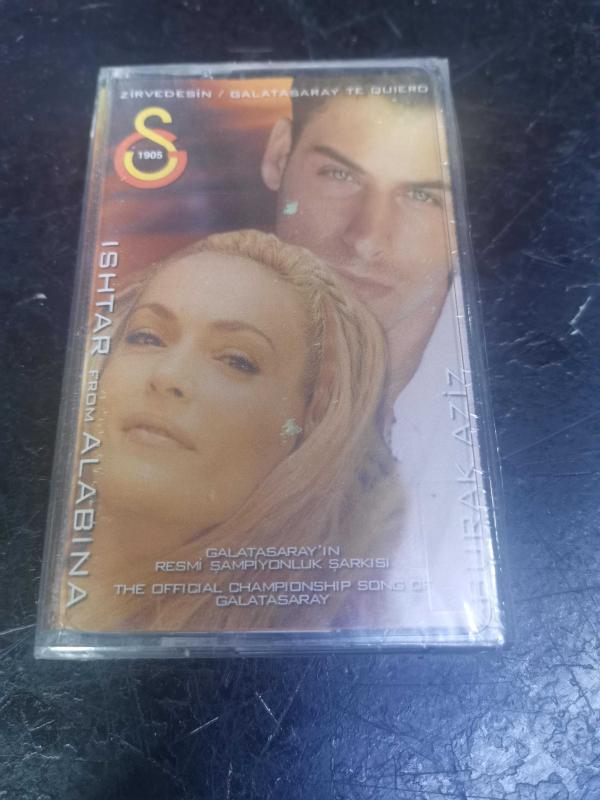 ZİRVEDESİN / GALATASARAY TE QUIERO
1905
ISHTAR FROM ALABINA
BURAK AZİZ
GALATASARAY'IN
RESMİ ŞAMPİYONLUK ŞARKISI
THE OFFICIAL CHAMPIONSHIP SONG OF
GALATASARAY